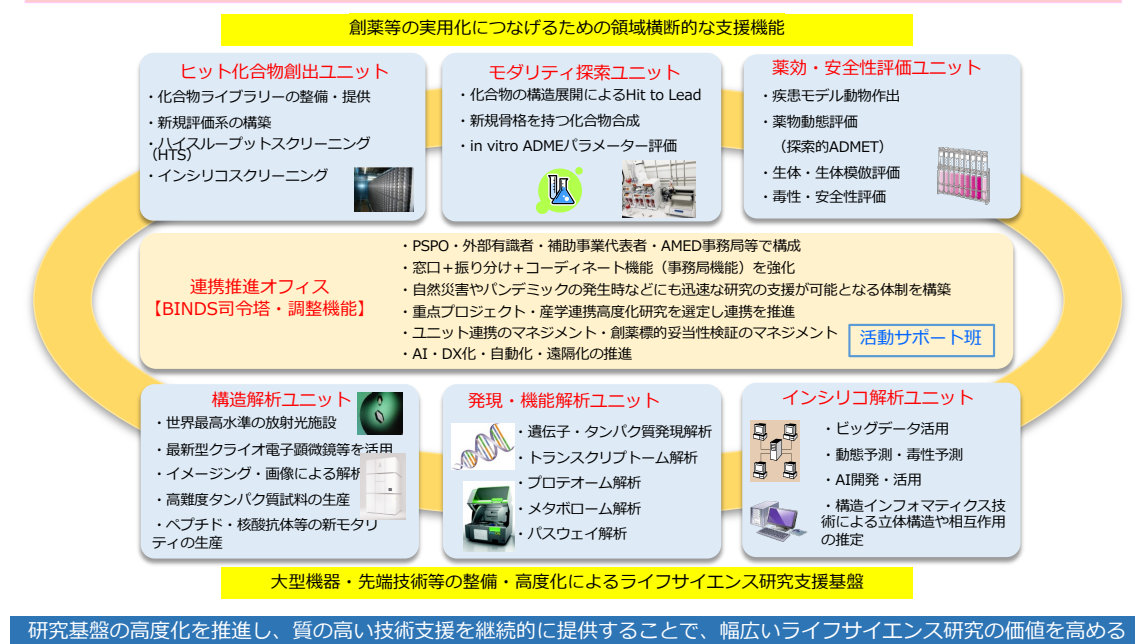 創薬等の実用化につなげるための領域横断的な支援機能
ヒット化合物創出ユニット
・化合物ライブラリーの整備・提供
・新規評価系の構築
・ハイスループットスクリーニング
（HTS）
・インシリコスクリーニング
モダリティ探索ユニット
・化合物の構造展開によるHit to Lead
・新規骨格を持つ化合物合成
・in vitro ADMEパラメーター評価
薬効・安全性評価ユニット
・疾患モデル動物作出
・薬物動態評価
（探索的ADMET）
・生体・生体模倣評価
・毒性・安全性評価
連携推進オフィス
【BINDS司令塔・調整機能】
・PSPO・外部有識者・補助事業代表者・AMED事務局等で構成
・窓口＋振り分け＋コーディネート機能（事務局機能）を強化
・自然災害やパンデミックの発生時などにも迅速な研究の支援が可能となる体制を構築
・重点プロジェクト・産学連携高度化研究を選定し連携を推進
・ユニット連携のマネジメント・創薬標的妥当性検証のマネジメント
・AI・DX化・自動化・遠隔化の推進
活動サポート班
構造解析ユニット
・世界最高水準の放射光施設
・最新型クライオ電子顕微鏡等を活用
・イメージング・画像による解析
・高難度タンパク質試料の生産
・ペプチド・核酸抗体等の新モタリ
ティの生産
発現・機能解析ユニット
・遺伝子・タンパク質発現解析
・トランスクリプトーム解析
・プロテオーム解析
・メタボローム解析
・パスウェイ解析
インシリコ解析ユニット
・ビッグデータ活用
・動態予測・毒性予測
・AI開発・活用
・構造インフォマティクス技
術による立体構造や相互作用
の推定
大型機器・先端技術等の整備・高度化によるライフサイエンス研究支援基盤
研究基盤の高度化を推進し、質の高い技術支援を継続的に提供することで、幅広いライフサイエンス研究の価値を高める